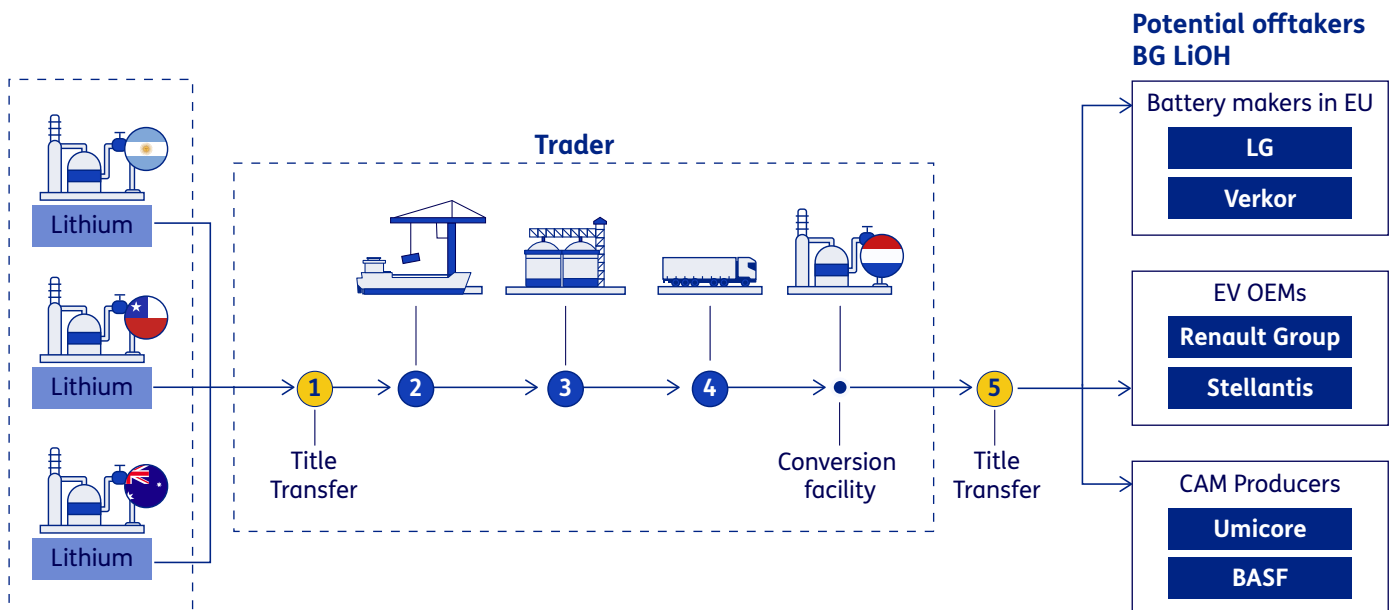 Potential offtakers
BG LiOH
Trader
Lithium
Lithium
Lithium
1
2
3
4
5
Title
Transfer
Conversion
facility
Title
Transfer
Battery makers in EU
LG
Verkor
EV OEMs
Renault Group
Stellantis
CAM Producers
Umicore
BASF